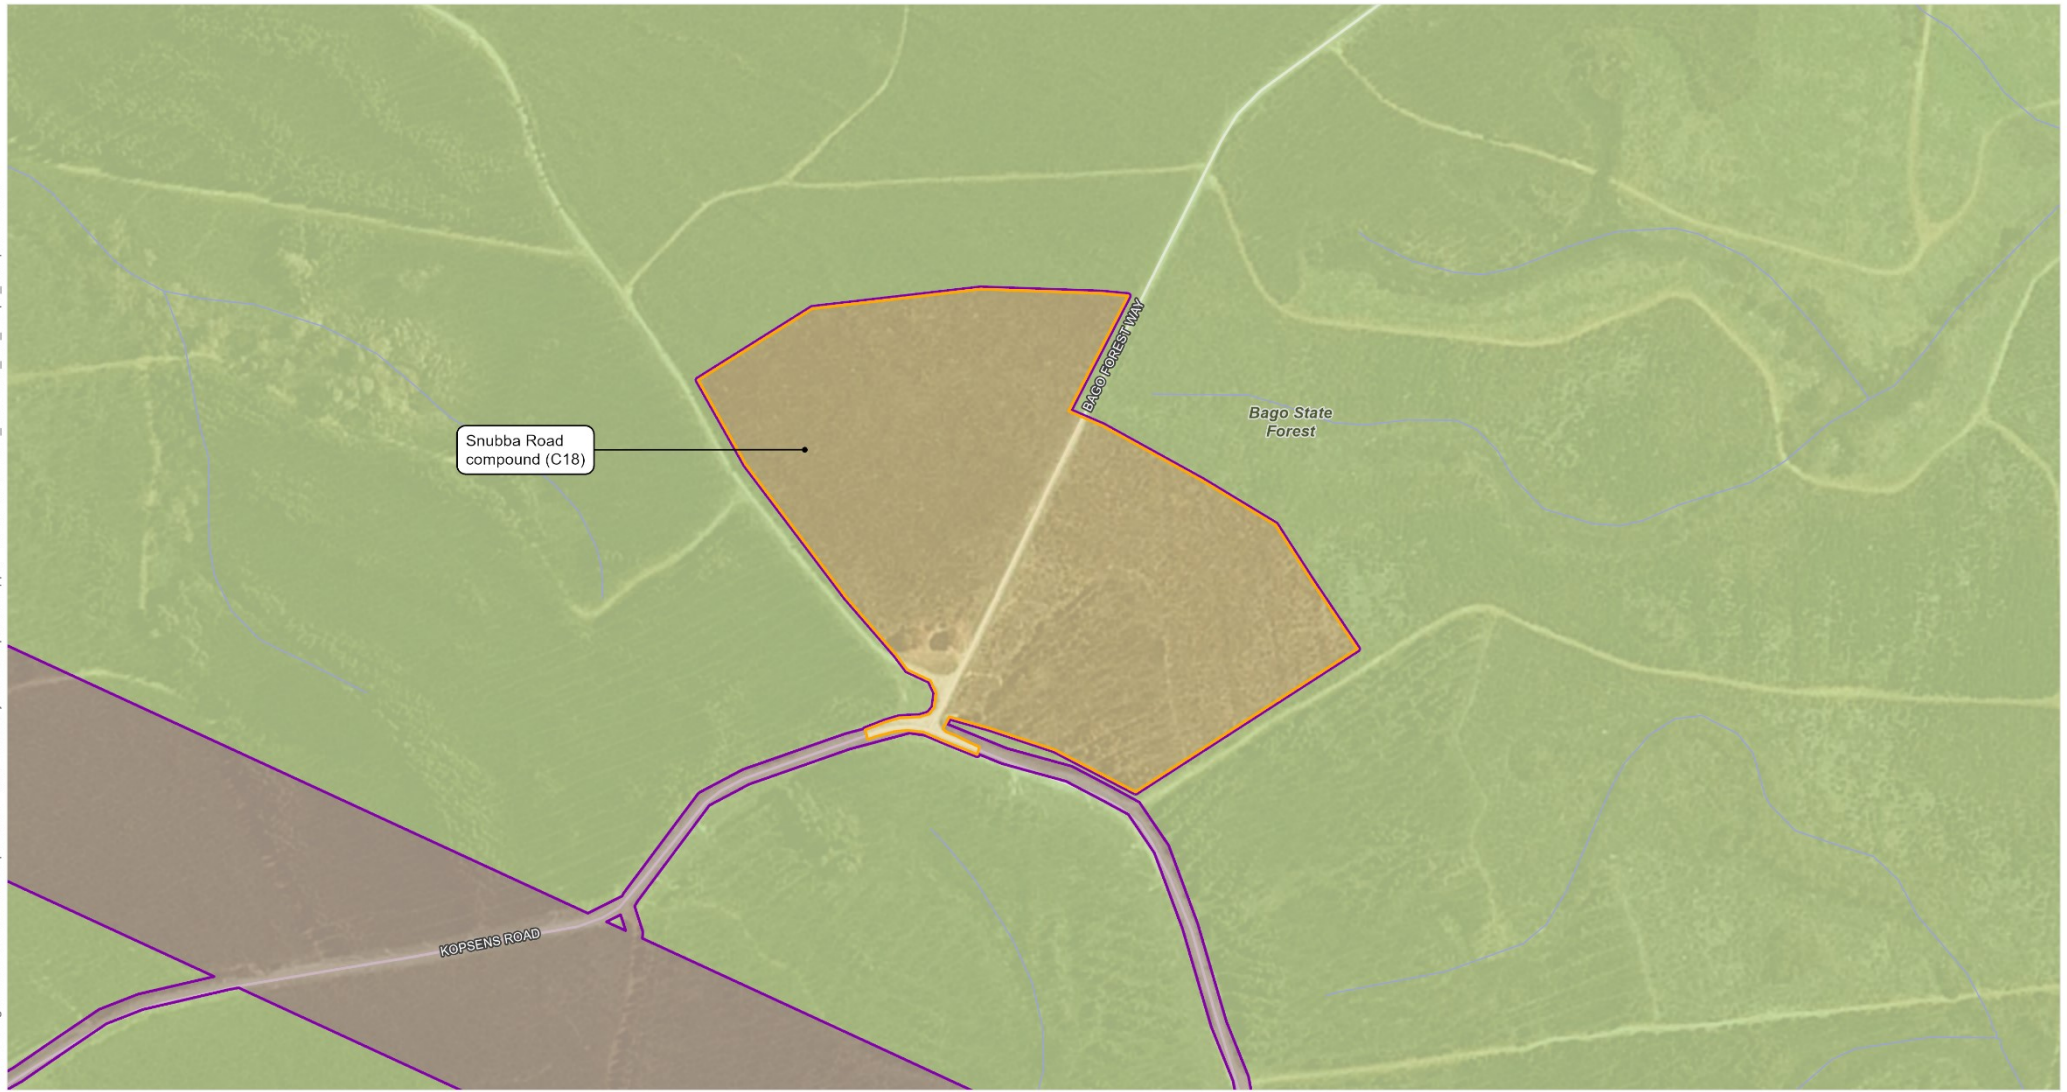 BAGO FOREST WAY
Bago State
Forest
Snubba Road
compound (C18)
KOPSENS ROAD